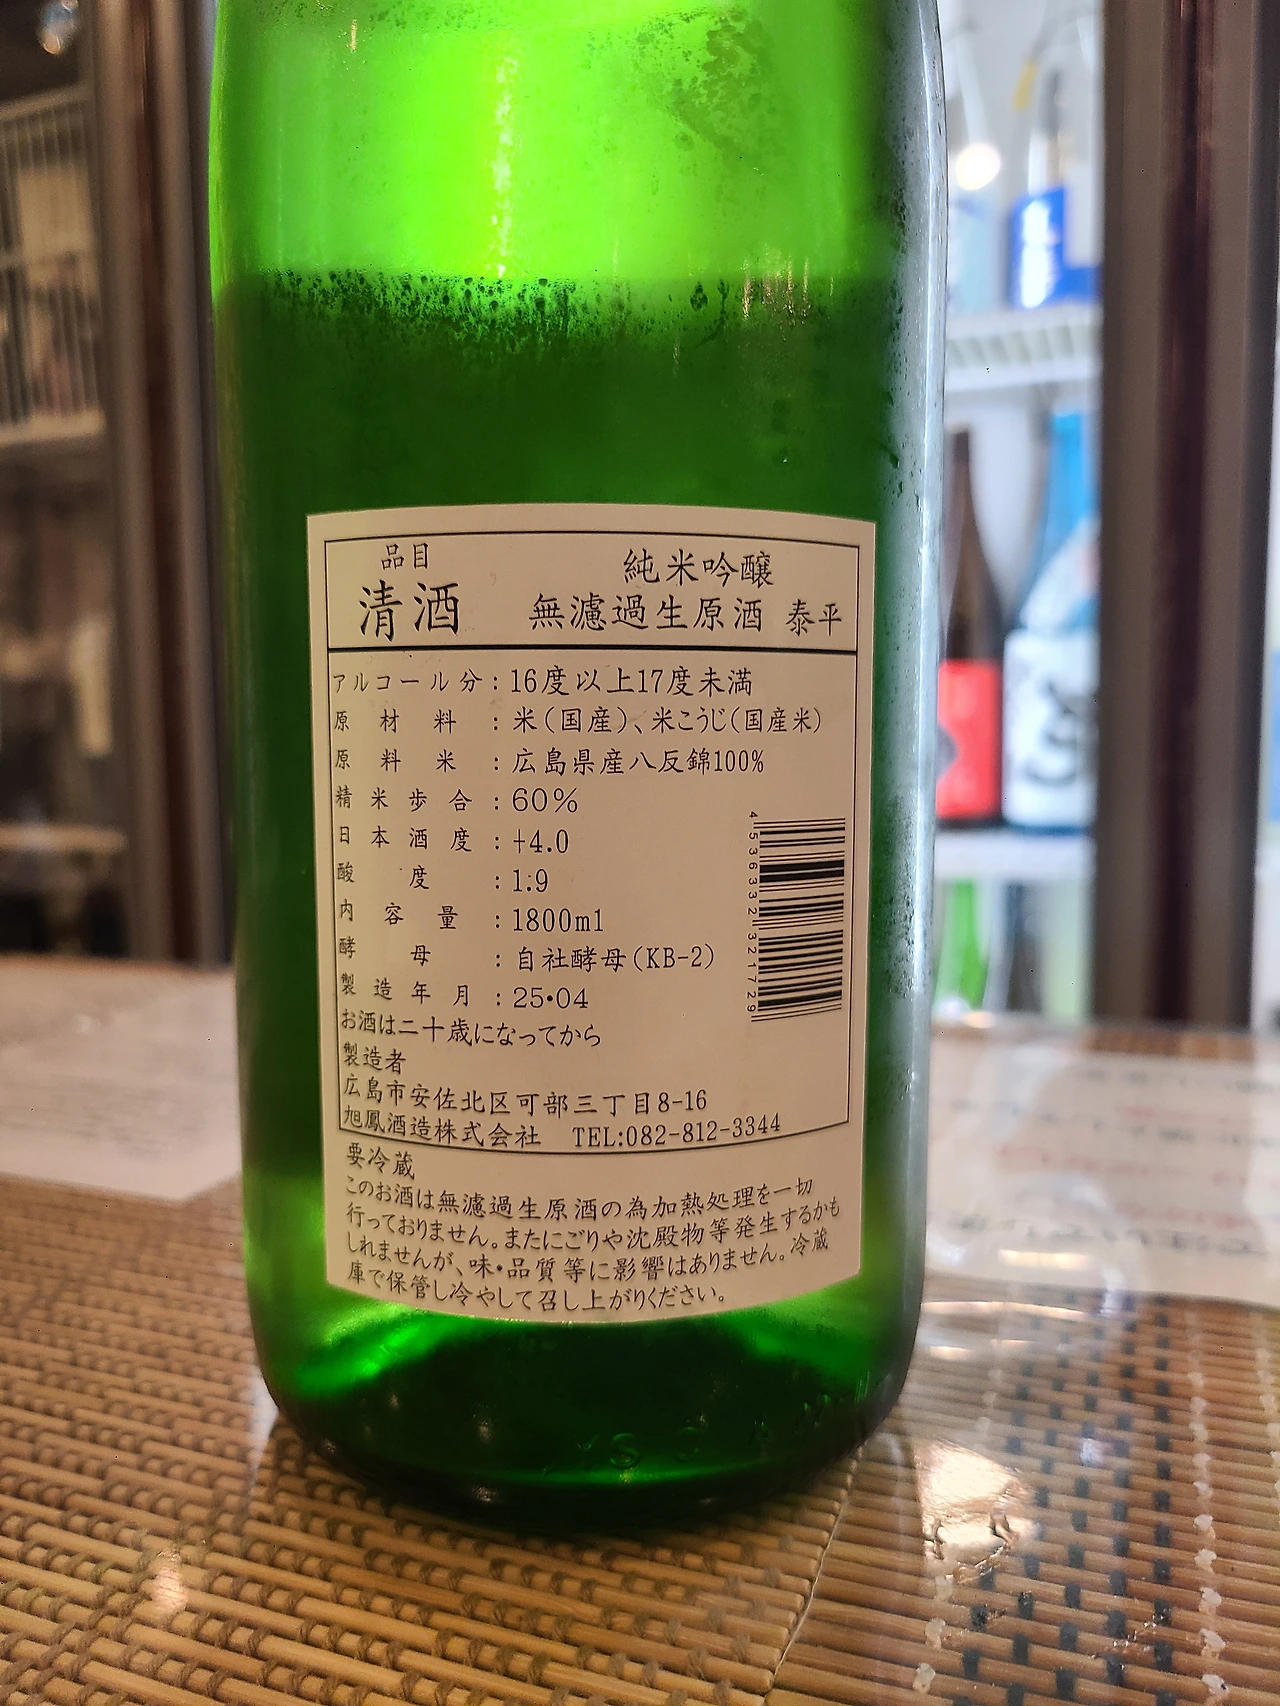 品目
清酒
純米吟醸
無濾過生原酒 泰平
アルコール分:16度以上17度未満
原材料:米(国産)、米こうじ(国産米)
原料米:広島県産八反錦100%
精米歩合:60%
日本酒度:+4.0
酸度:1:9
内容量:1800ml
酵母:自社酵母(KB-2)
製造年月:25・04
お酒は二十歳になってから
製造者
広島市安佐北区可部三丁目8-16
旭鳳酒造株式会社 TEL:082-812-3344
4536332321729
要冷蔵
このお酒は無濾過生原酒の為加熱処理を一切
行っておりません。またにごりや沈殿物等発生するかも
しれませんが、味・品質等に影響はありません。冷蔵
庫で保管し冷やして召し上がりください。